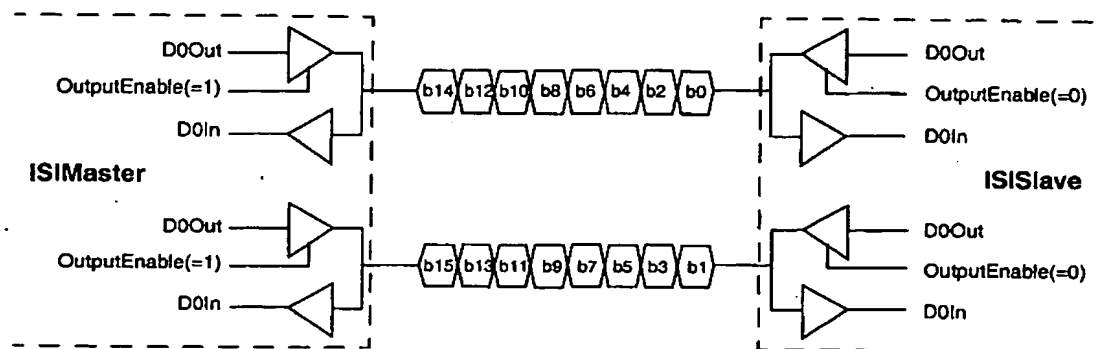 D0Out
OutputEnable(=1)
D0In
ISIMaster
D0Out
OutputEnable(=1)
D0In
b14 b12 b10 b8 b6 b4 b2 b0
b15 b13 b11 b9 b7 b5 b3 b1
D0Out
OutputEnable(=0)
D0In
ISISlave
D0Out
OutputEnable(=0)
D0In